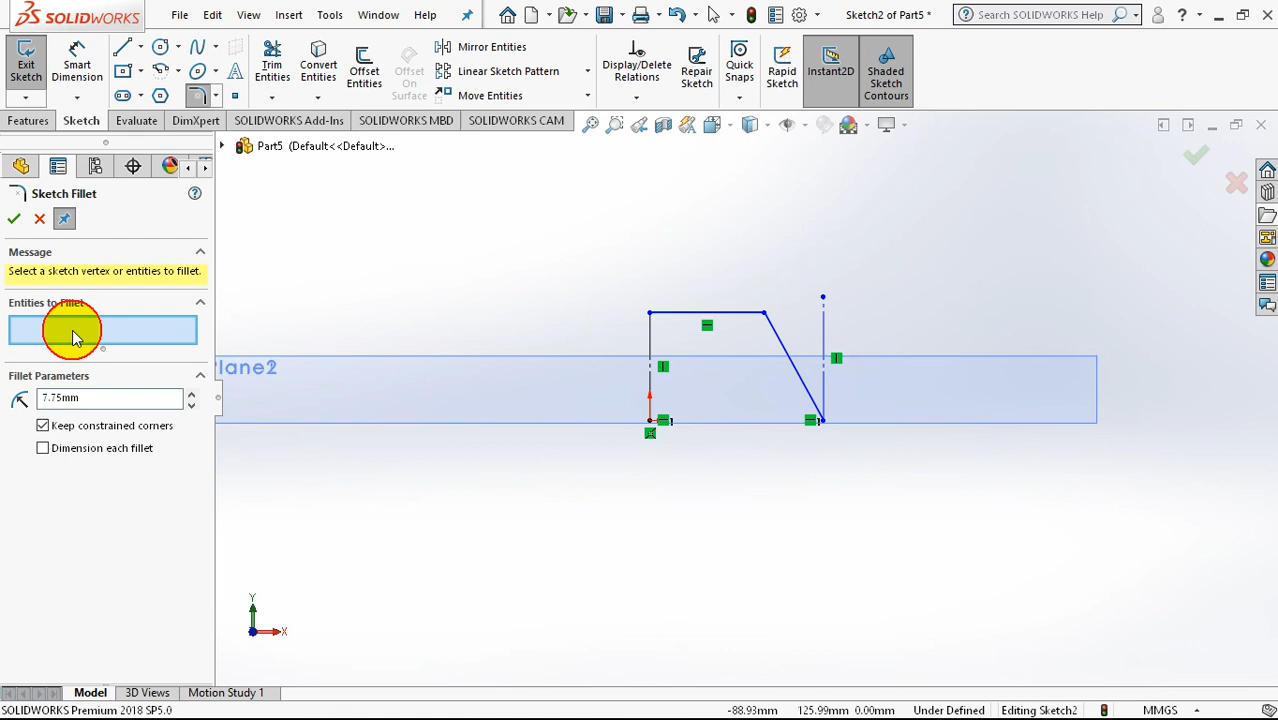 SOLIDWORKS File Edit View Insert Tools Window Help Sketch2 of Part5 * Search SOLIDWORKS Help ?
Exit Sketch
Smart Dimension
Trim Entities
Convert Entities
Offset Entities
Offset On Surface
Mirror Entities
Linear Sketch Pattern
Move Entities
Display/Delete Relations
Repair Sketch
Quick Snaps
Rapid Sketch
Instant2D
Shaded Sketch Contours
Features Sketch Evaluate DimXpert SOLIDWORKS Add-Ins SOLIDWORKS MBD SOLIDWORKS CAM
Part5 (Default<<Default>...
Sketch Fillet
Message
Select a sketch vertex or entities to fillet.
Entities to Fillet
Fillet Parameters
7.75mm
Keep constrained corners
Dimension each fillet
Plane2
Y
X
Model 3D Views Motion Study 1
SOLIDWORKS Premium 2018 SP5.0 -88.93mm 125.99mm 0.00mm Under Defined Editing Sketch2 MMGS